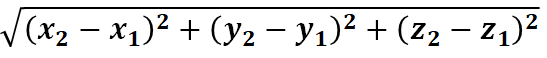 √((x₂ − x₁)² + (y₂ − y₁)² + (z₂ − z₁)²)